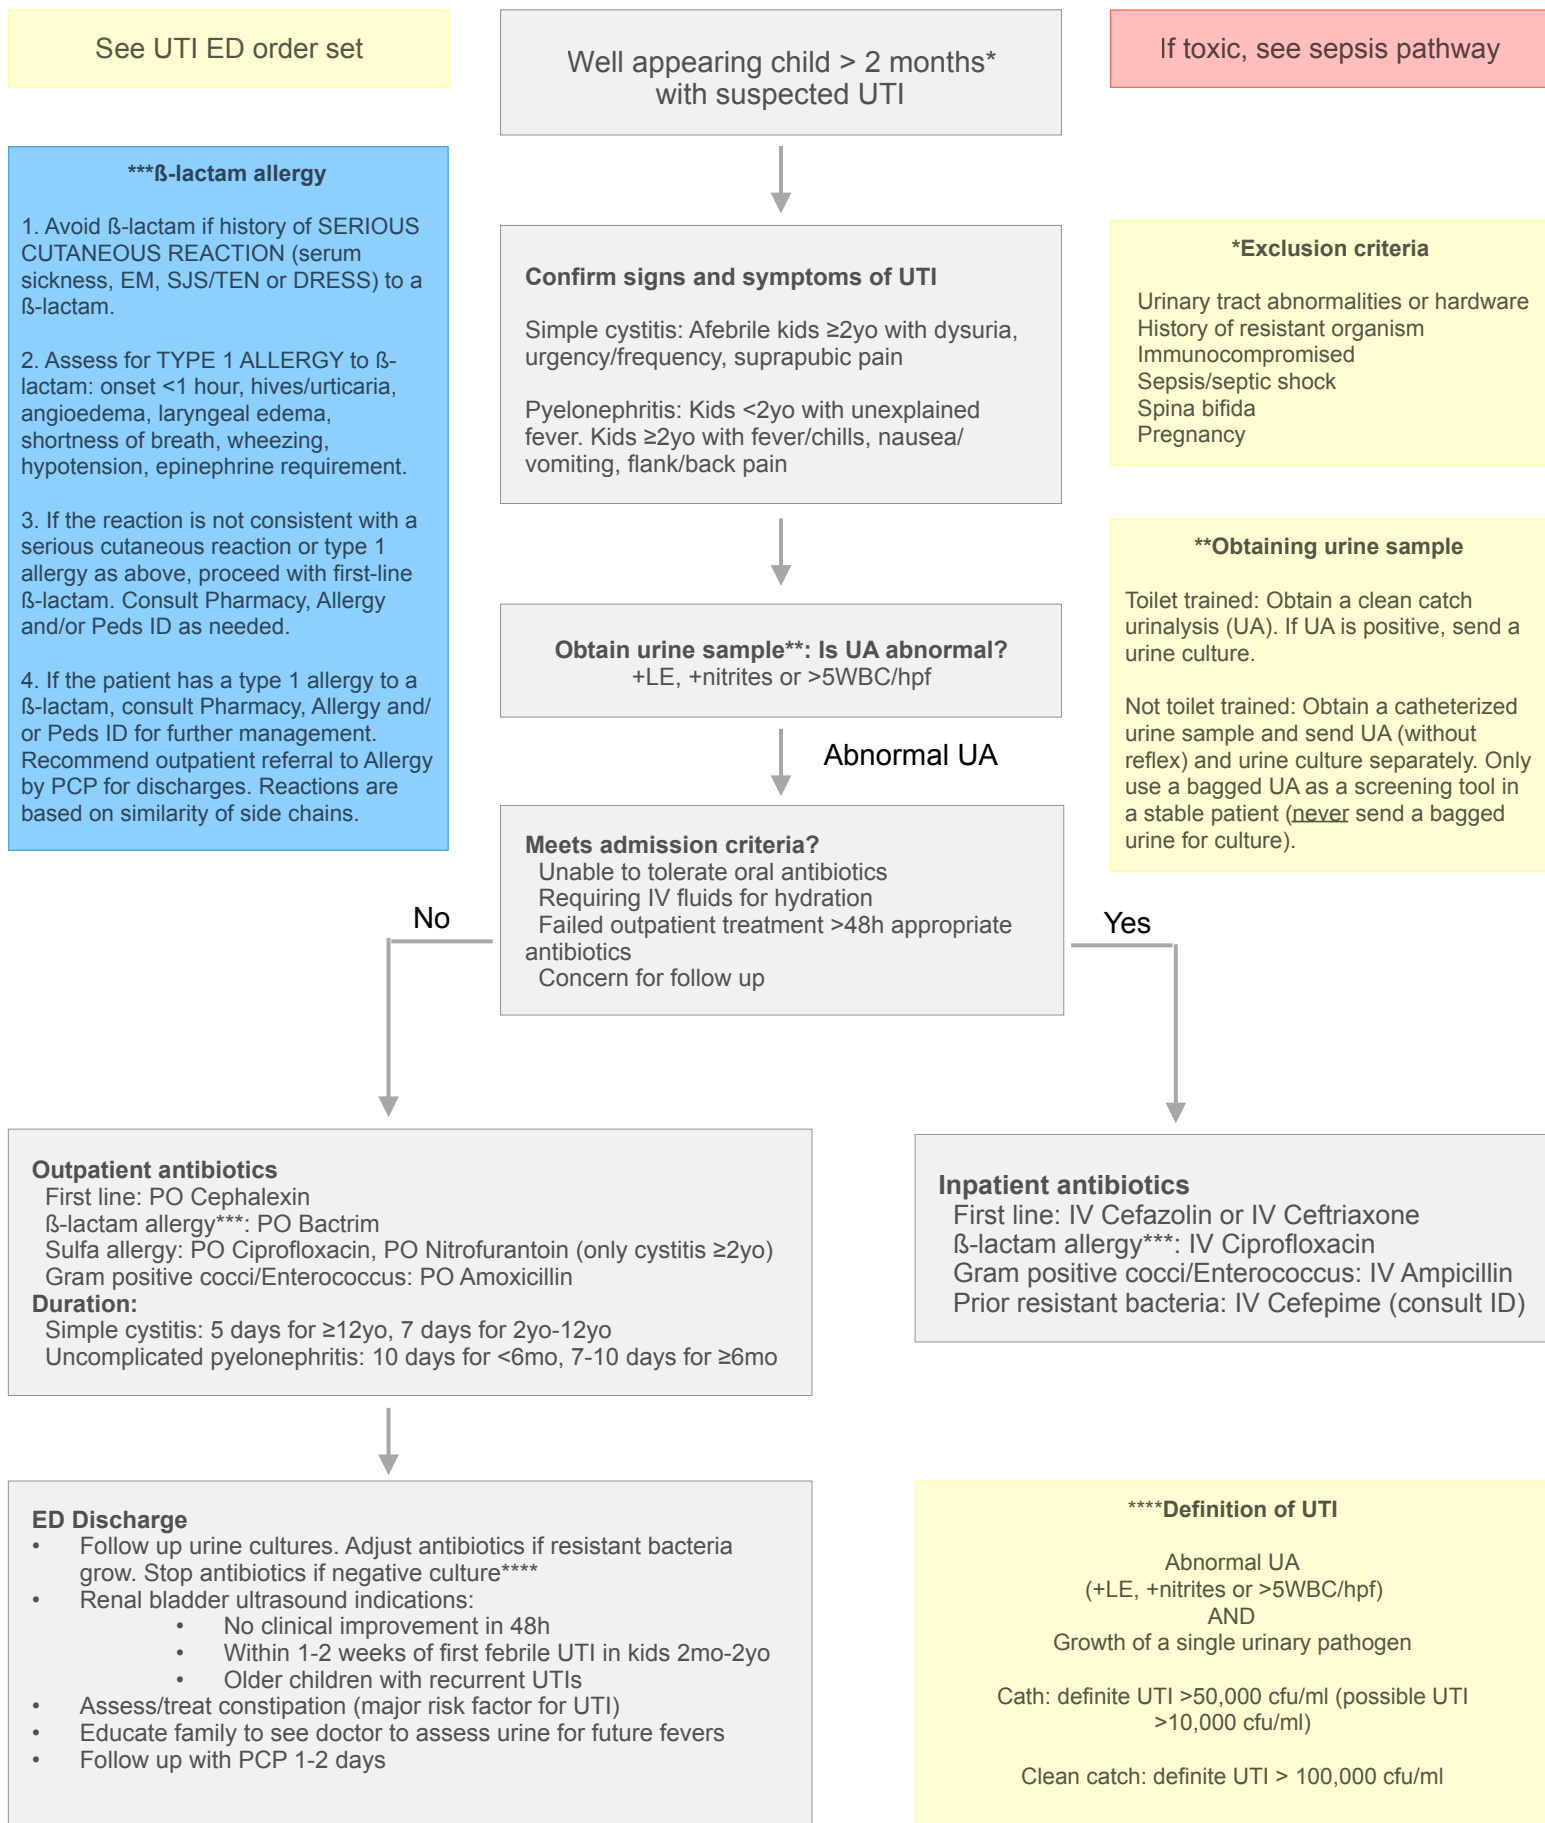 See UTI ED order set
Well appearing child > 2 months*
with suspected UTI
If toxic, see sepsis pathway
***ß-lactam allergy
1. Avoid ß-lactam if history of SERIOUS
CUTANEOUS REACTION (serum
sickness, EM, SJS/TEN or DRESS) to a
ß-lactam.
2. Assess for TYPE 1 ALLERGY to ß-
lactam: onset <1 hour, hives/urticaria,
angioedema, laryngeal edema,
shortness of breath, wheezing,
hypotension, epinephrine requirement.
3. If the reaction is not consistent with a
serious cutaneous reaction or type 1
allergy as above, proceed with first-line
ß-lactam. Consult Pharmacy, Allergy
and/or Peds ID as needed.
4. If the patient has a type 1 allergy to a
ß-lactam, consult Pharmacy, Allergy and/
or Peds ID for further management.
Recommend outpatient referral to Allergy
by PCP for discharges. Reactions are
based on similarity of side chains.
Confirm signs and symptoms of UTI
Simple cystitis: Afebrile kids ≥2yo with dysuria,
urgency/frequency, suprapubic pain
Pyelonephritis: Kids <2yo with unexplained
fever. Kids ≥2yo with fever/chills, nausea/
vomiting, flank/back pain
*Exclusion criteria
Urinary tract abnormalities or hardware
History of resistant organism
Immunocompromised
Sepsis/septic shock
Spina bifida
Pregnancy
Obtain urine sample**: Is UA abnormal?
+LE, +nitrites or >5WBC/hpf
**Obtaining urine sample
Toilet trained: Obtain a clean catch
urinalysis (UA). If UA is positive, send a
urine culture.
Not toilet trained: Obtain a catheterized
urine sample and send UA (without
reflex) and urine culture separately. Only
use a bagged UA as a screening tool in
a stable patient (never send a bagged
urine for culture).
Abnormal UA
Meets admission criteria?
Unable to tolerate oral antibiotics
Requiring IV fluids for hydration
Failed outpatient treatment >48h appropriate
antibiotics
Concern for follow up
No
Yes
Outpatient antibiotics
First line: PO Cephalexin
ß-lactam allergy***: PO Bactrim
Sulfa allergy: PO Ciprofloxacin, PO Nitrofurantoin (only cystitis ≥2yo)
Gram positive cocci/Enterococcus: PO Amoxicillin
Duration:
Simple cystitis: 5 days for ≥12yo, 7 days for 2yo-12yo
Uncomplicated pyelonephritis: 10 days for <6mo, 7-10 days for ≥6mo
Inpatient antibiotics
First line: IV Cefazolin or IV Ceftriaxone
ß-lactam allergy***: IV Ciprofloxacin
Gram positive cocci/Enterococcus: IV Ampicillin
Prior resistant bacteria: IV Cefepime (consult ID)
ED Discharge
• Follow up urine cultures. Adjust antibiotics if resistant bacteria
grow. Stop antibiotics if negative culture****
• Renal bladder ultrasound indications:
• No clinical improvement in 48h
• Within 1-2 weeks of first febrile UTI in kids 2mo-2yo
• Older children with recurrent UTIs
• Assess/treat constipation (major risk factor for UTI)
• Educate family to see doctor to assess urine for future fevers
• Follow up with PCP 1-2 days
****Definition of UTI
Abnormal UA
(+LE, +nitrites or >5WBC/hpf)
AND
Growth of a single urinary pathogen
Cath: definite UTI >50,000 cfu/ml (possible UTI
>10,000 cfu/ml)
Clean catch: definite UTI > 100,000 cfu/ml